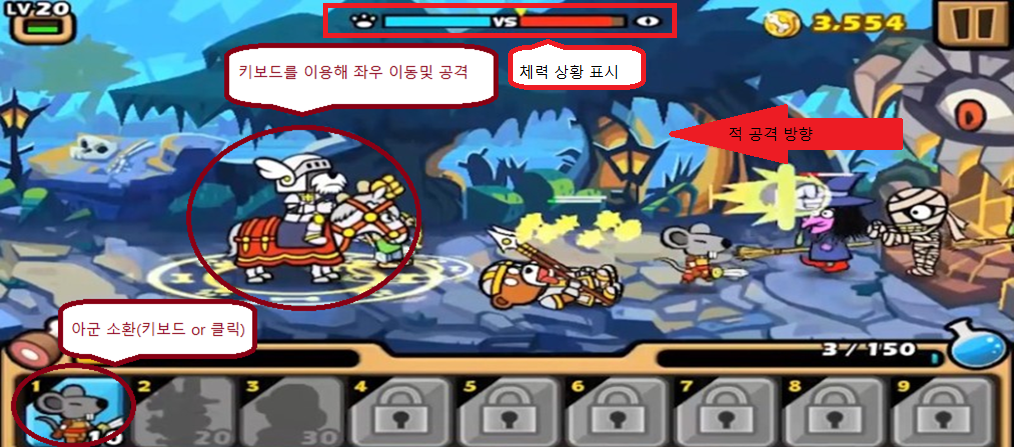 LV.20
VS
3,554
키보드를 이용해 좌우 이동및 공격
체력 상황 표시
적 공격 방향
아군 소환(키보드 or 클릭)
3 / 150
1 2 3 4 5 6 7 8 9
10 20 30